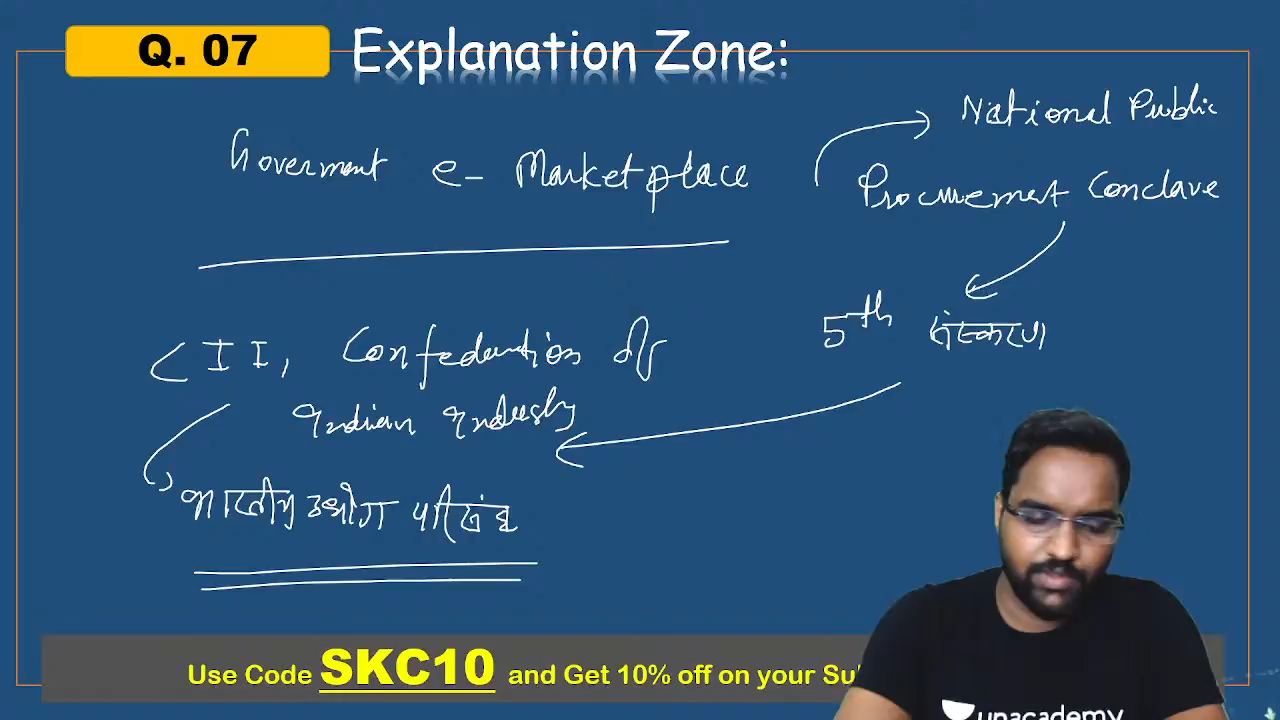 Q. 07 Explanation Zone:
National Public
Goverment e- Marketplace
Procurement Conclave
5th संस्करण
CII, Confederation of
Indian Industry
भारतीय उद्योग परिसंघ
Use Code SKC10 and Get 10% off on your Su
unacademy